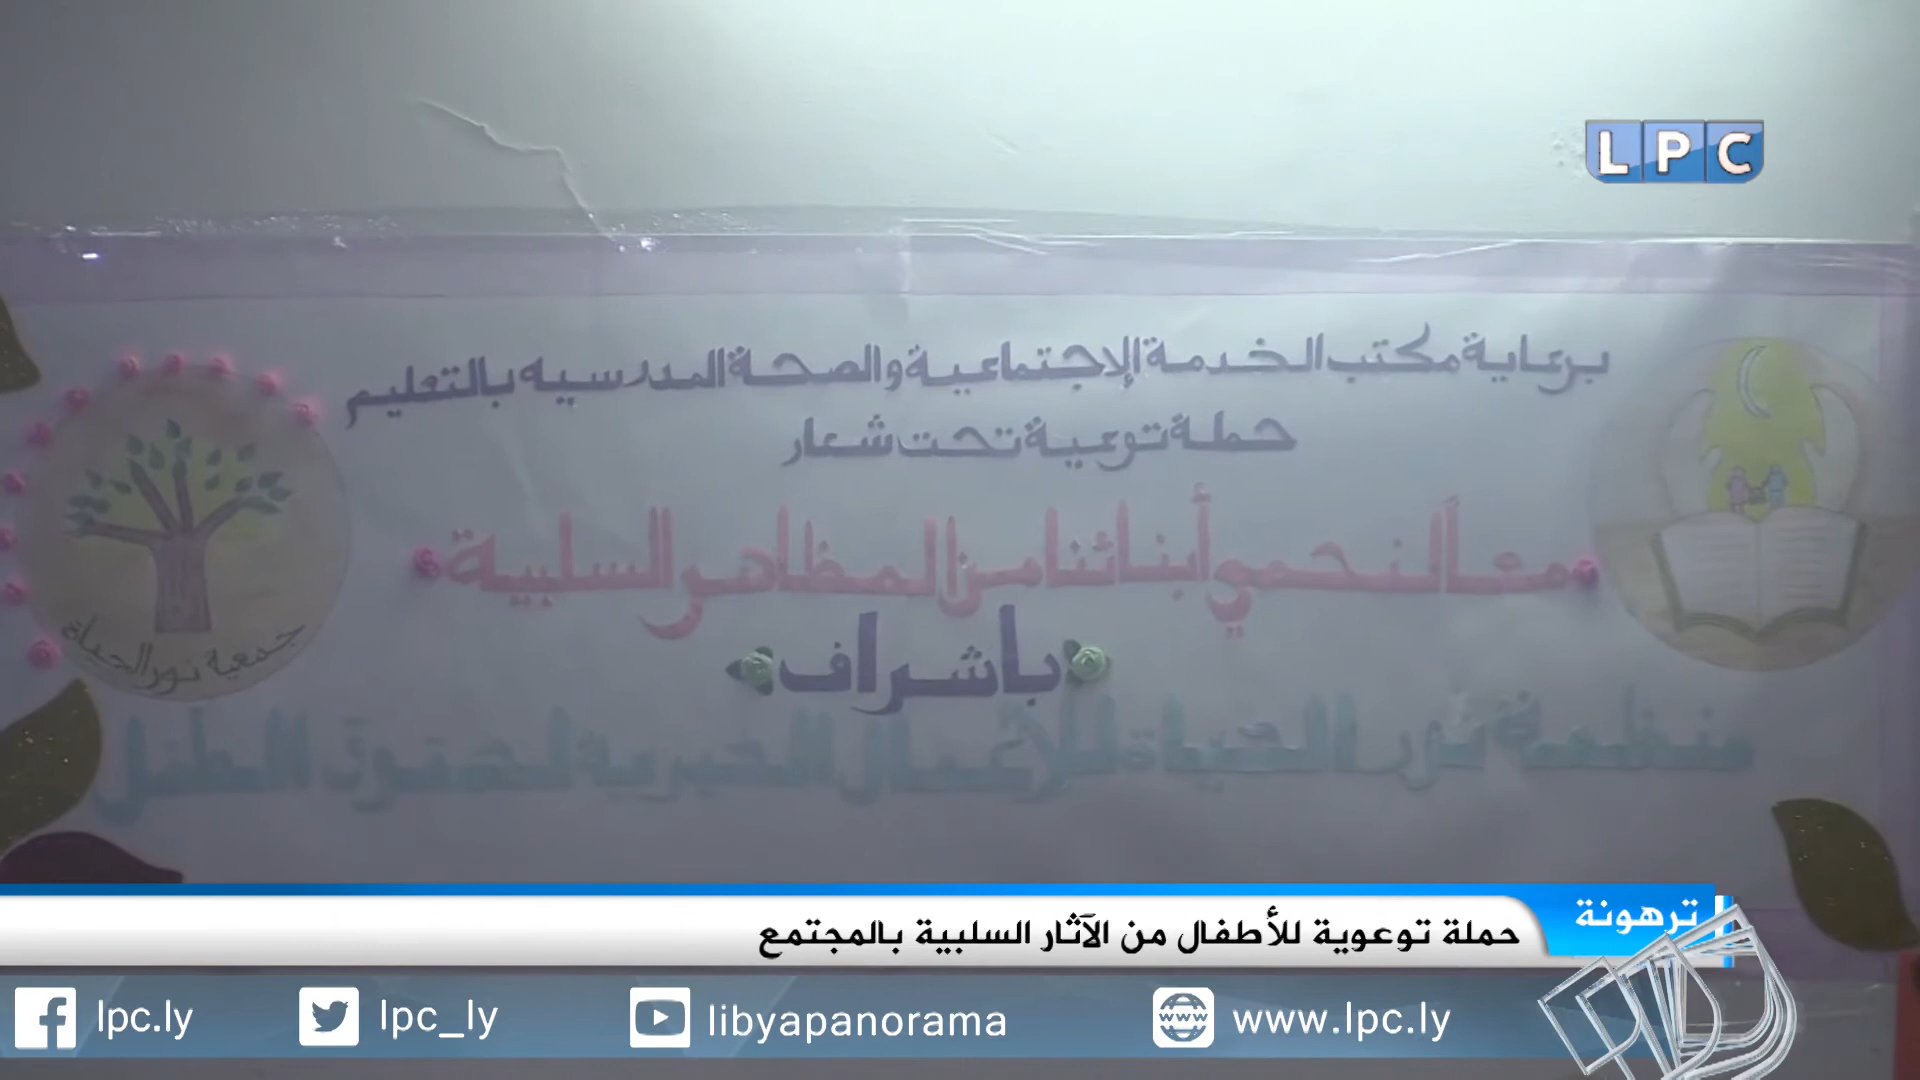 LPC
برعاية مكتب الخدمة الإجتماعية والصحة المدرسيه بالتعليم
حملة توعية تحت شعار
معاً لنحمي أبنائنا من المظاهر السلبية
باشراف
منظمة نور الحياة للأعمال الخيرية لحقوق الطفل
جمعية نور الحياة
ترهونة
حملة توعوية للأطفال من الآثار السلبية بالمجتمع
lpc.ly
lpc_ly
libyapanorama
www.lpc.ly